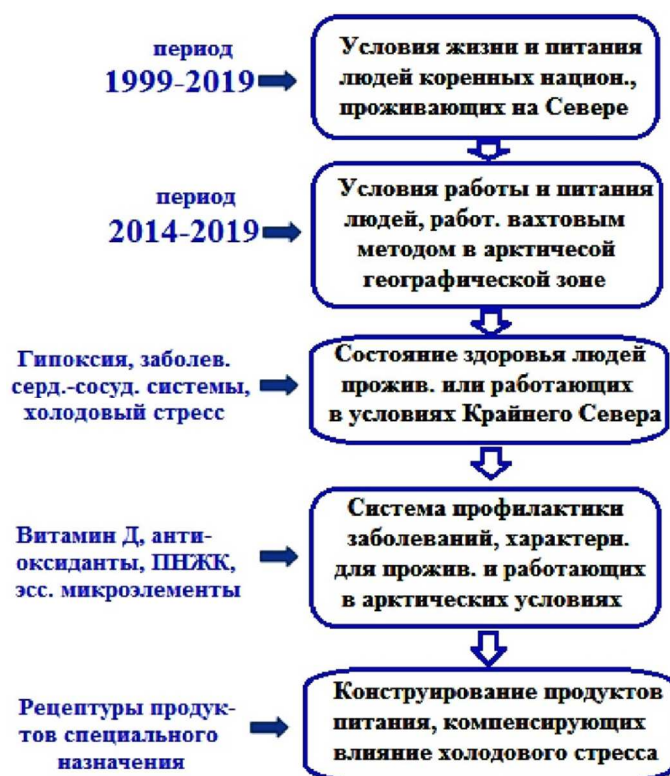 период
1999-2019
Условия жизни и питания
людей коренных национ.,
проживающих на Севере
период
2014-2019
Условия работы и питания
людей, работ. вахтовым
методом в арктичесой
географической зоне
Гипоксия, заболев.
серд.-сосуд. системы,
холодовый стресс
Состояние здоровья людей
прожив. или работающих
в условиях Крайнего Севера
Витамин Д, анти-
оксиданты, ПНЖК,
эсс. микроэлементы
Система профилактики
заболеваний, характерн.
для прожив. и работающих
в арктических условиях
Рецептуры продук-
тов специального
назначения
Конструирование продуктов
питания, компенсирующих
влияние холодового стресса